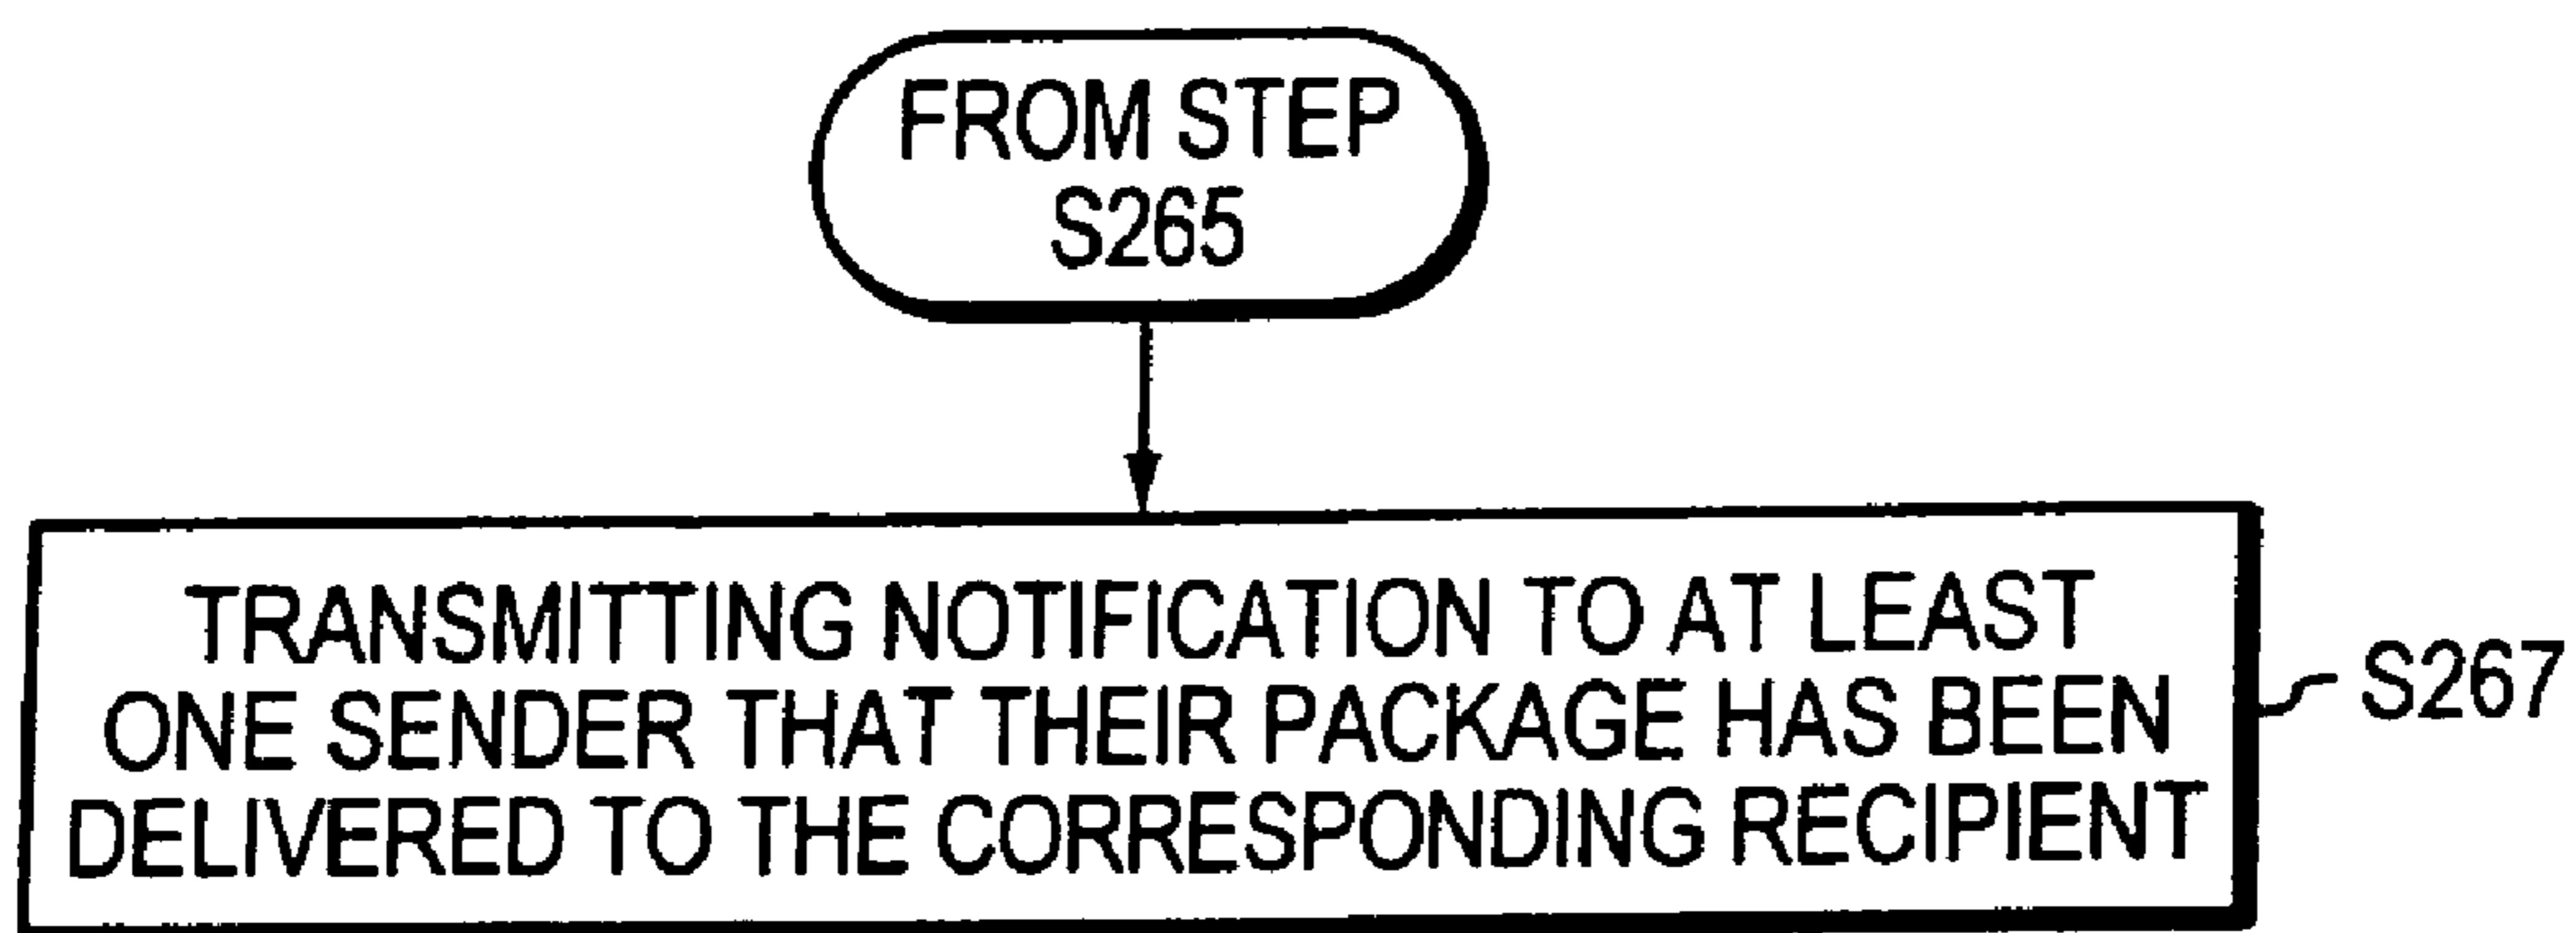 FROM STEP
S265
TRANSMITTING NOTIFICATION TO AT LEAST
ONE SENDER THAT THEIR PACKAGE HAS BEEN
DELIVERED TO THE CORRESPONDING RECIPIENT
S267